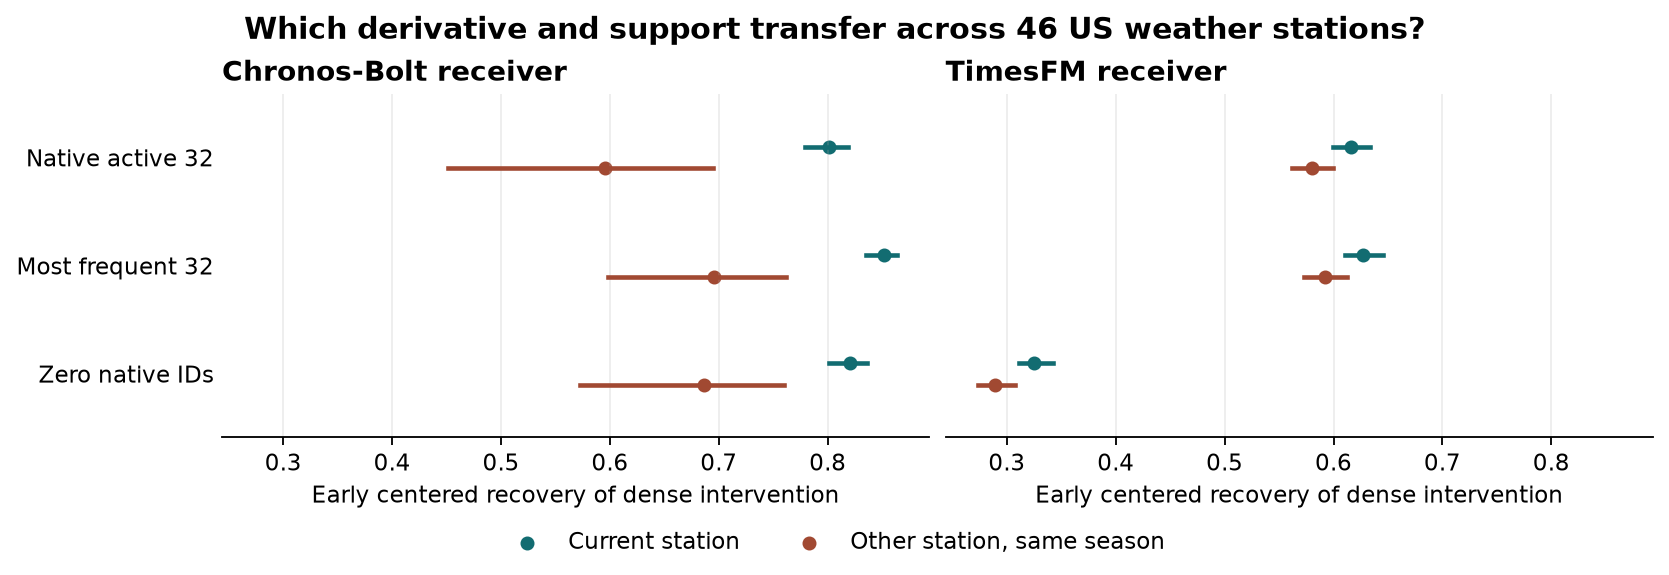 Which derivative and support transfer across 46 US weather stations?
Chronos-Bolt receiver
TimesFM receiver
Native active 32
Most frequent 32
Zero native IDs
0.3 0.4 0.5 0.6 0.7 0.8
0.3 0.4 0.5 0.6 0.7 0.8
Early centered recovery of dense intervention
Early centered recovery of dense intervention
Current station
Other station, same season